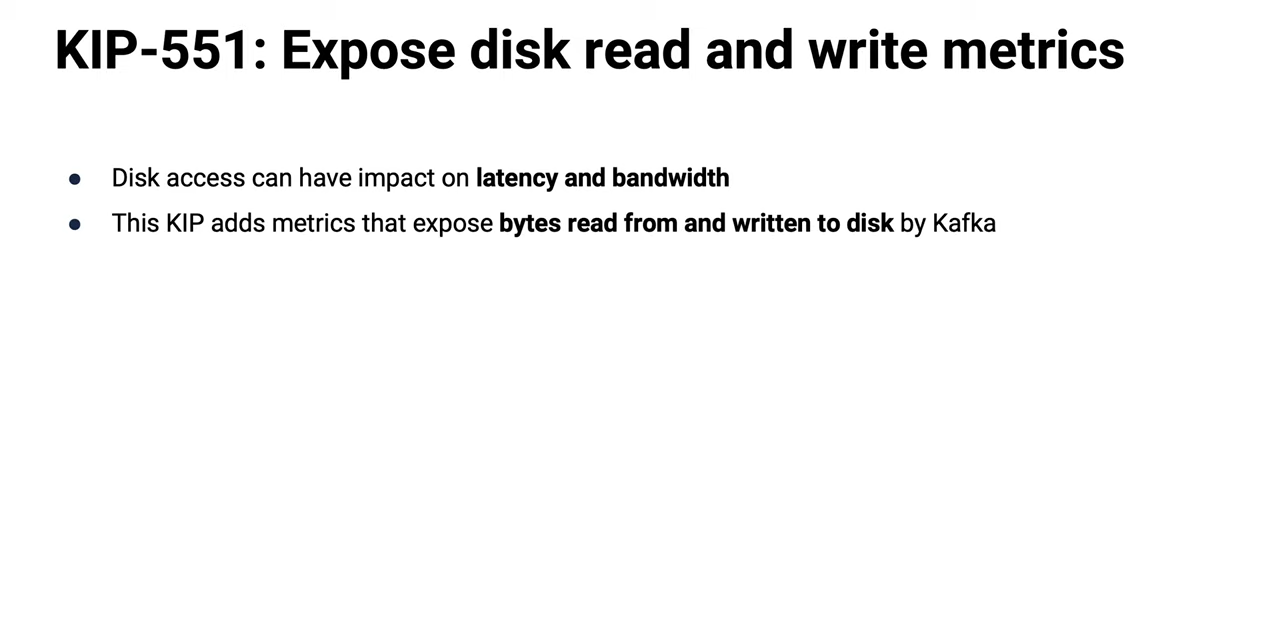 KIP-551: Expose disk read and write metrics
● Disk access can have impact on latency and bandwidth
● This KIP adds metrics that expose bytes read from and written to disk by Kafka